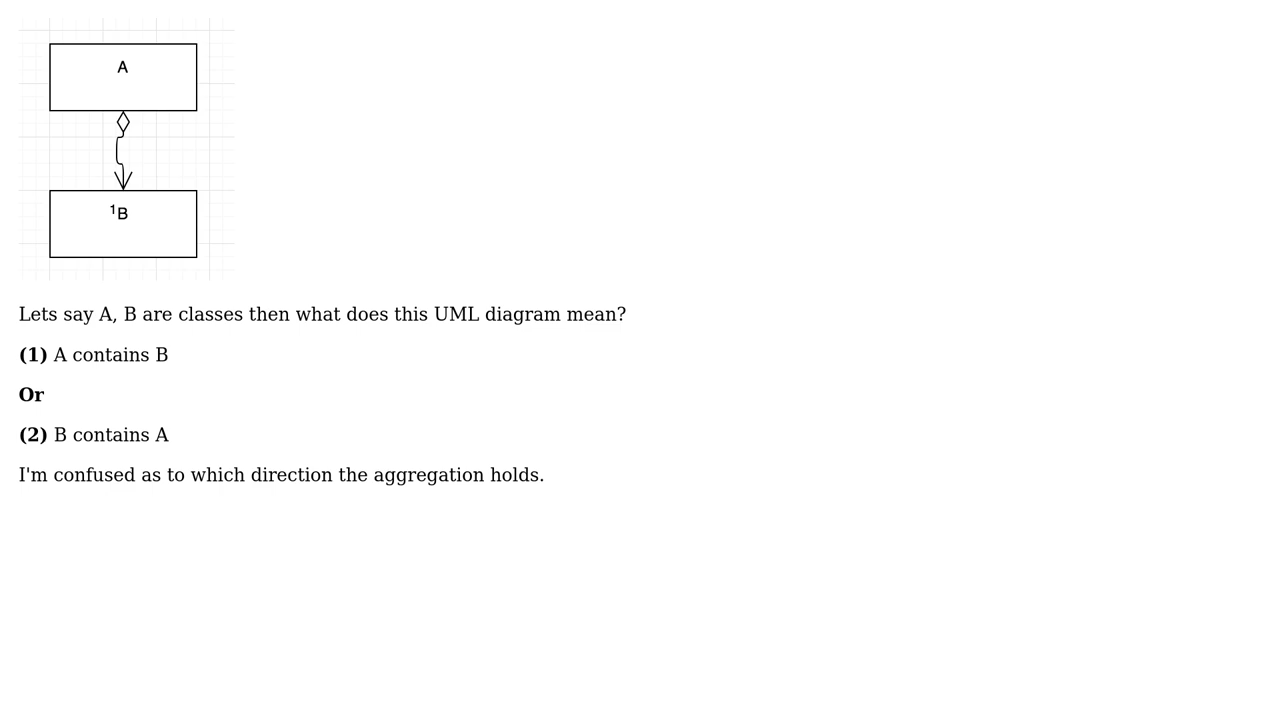 A
1B
Lets say A, B are classes then what does this UML diagram mean?
(1) A contains B
Or
(2) B contains A
I'm confused as to which direction the aggregation holds.